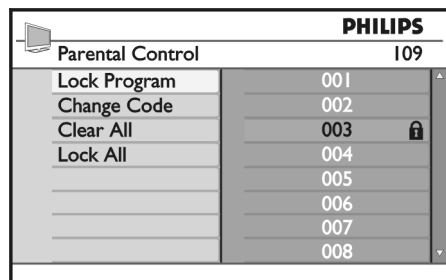 PHILIPS
Parental Control 109
Lock Program 001
Change Code 002
Clear All 003
Lock All 004
005
006
007
008